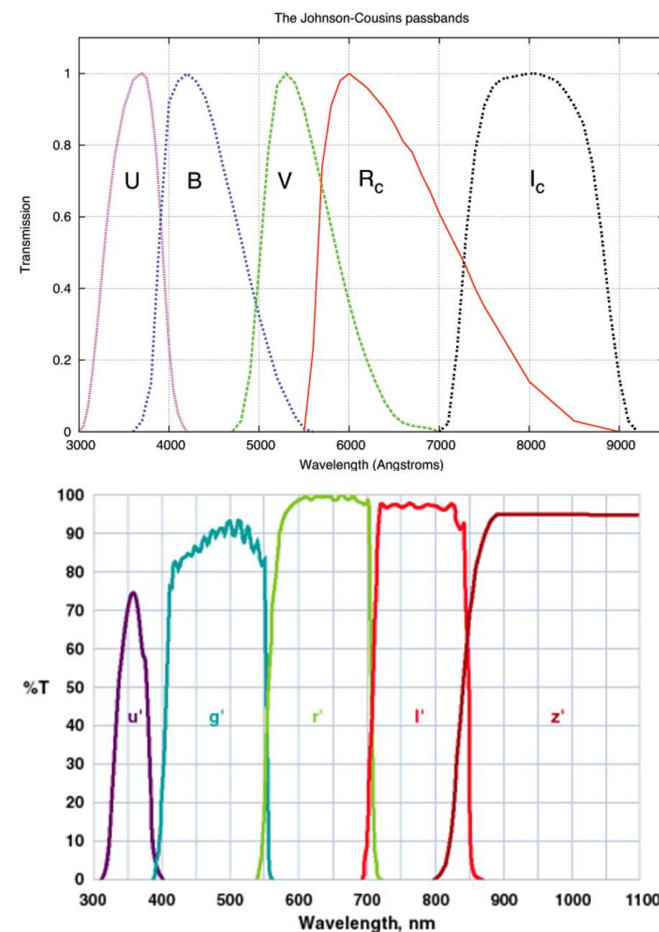 The Johnson-Cousins passbands
1
0.8
0.6
0.4
0.2
0
Transmission
U B V Rc Ic
3000 4000 5000 6000 7000 8000 9000
Wavelength (Angstroms)
100
90
80
70
60
50
40
30
20
10
0
%T
u' g' r' I' z'
300 400 500 600 700 800 900 1000 1100
Wavelength, nm